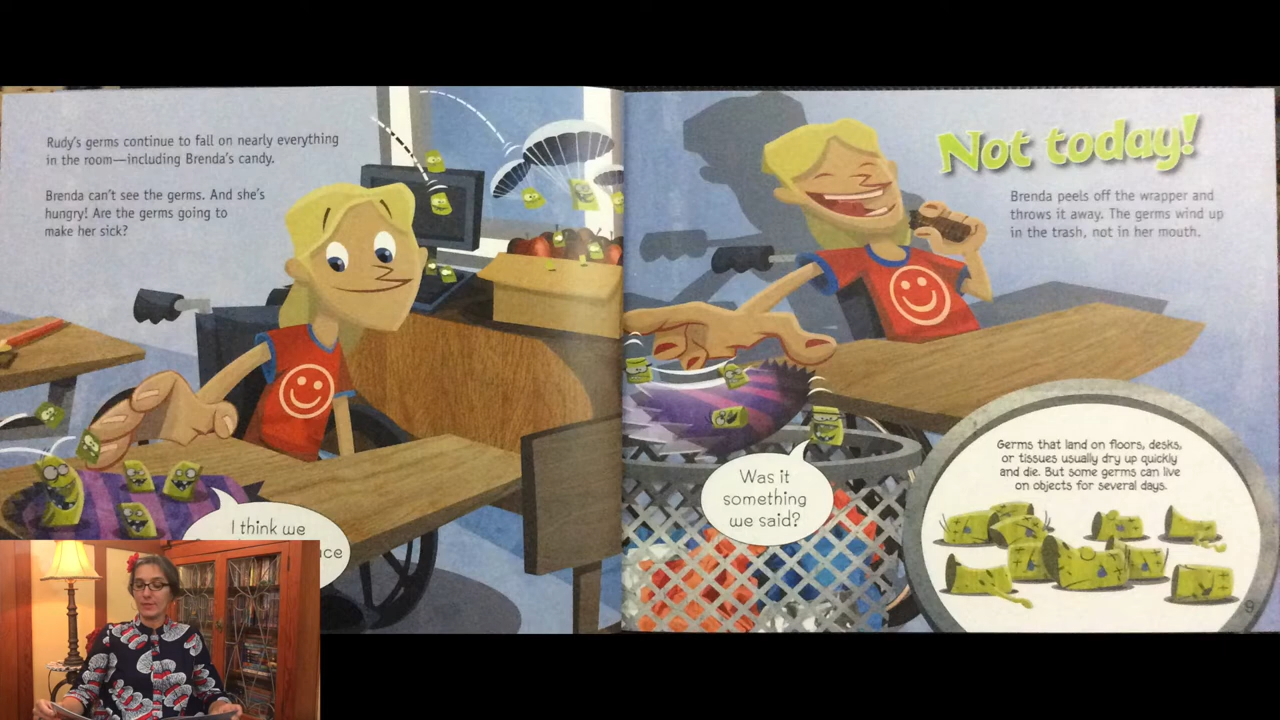 Rudy's germs continue to fall on nearly everything
in the room—including Brenda's candy.
Brenda can't see the germs. And she's
hungry! Are the germs going to
make her sick?
I think we
nce
Not today!
Brenda peels off the wrapper and
throws it away. The germs wind up
in the trash, not in her mouth.
Was it
something
we said?
Germs that land on floors, desks,
or tissues usually dry up quickly
and die. But some germs can live
on objects for several days.
9